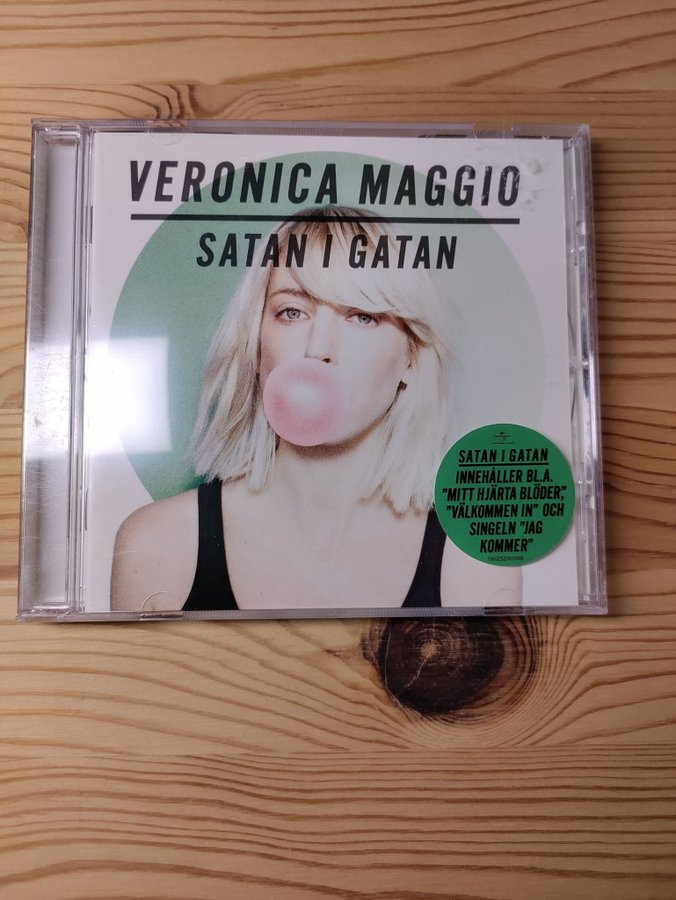 VERONICA MAGGIO
SATAN I GATAN
SATAN I GATAN
INNEHÅLLER BL.A.
"MITT HJÄRTA BLÖDER,"
"VÄLKOMMEN IN" OCH
SINGELN "JAG
KOMMER"